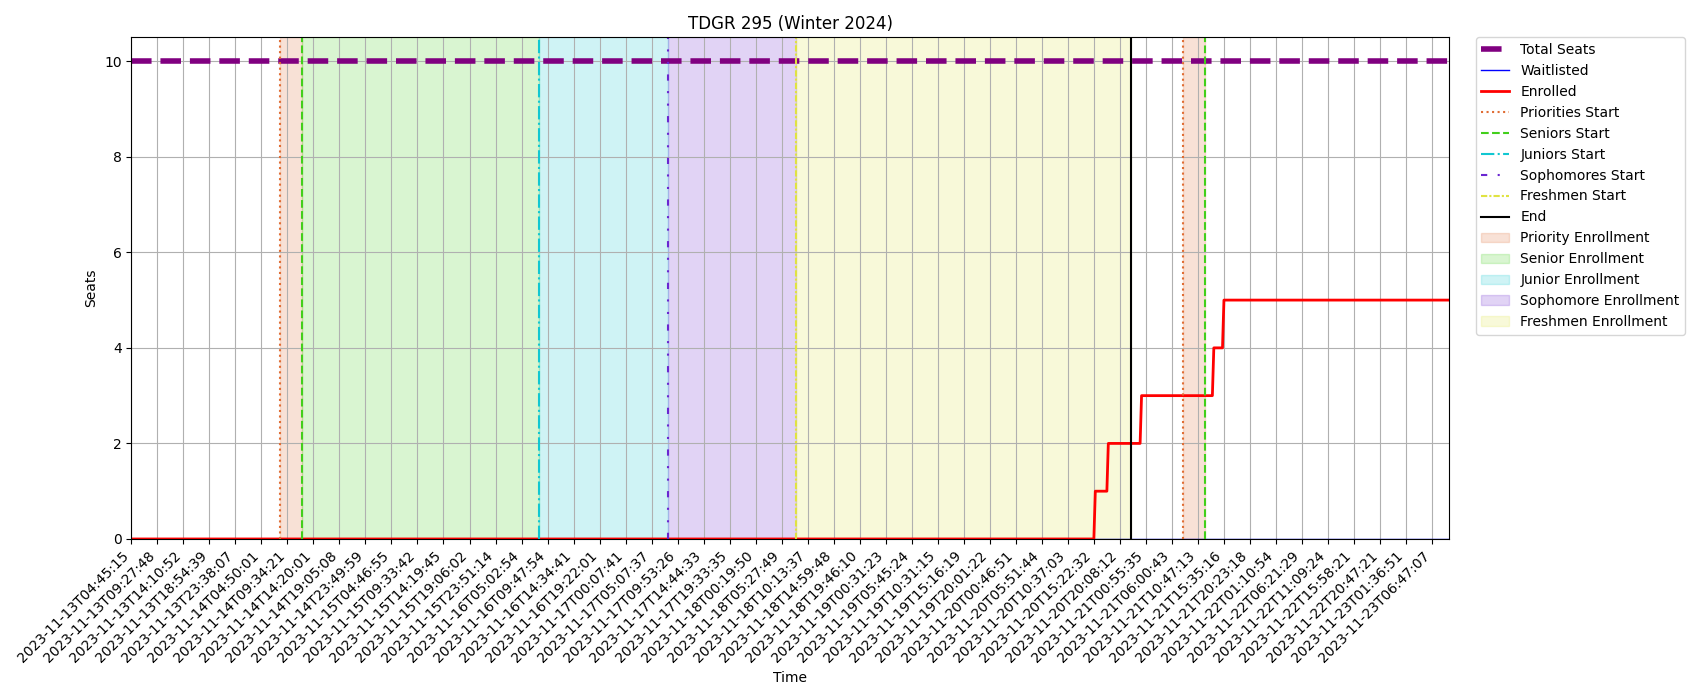 TDGR 295 (Winter 2024)
10
8
6
4
2
0
Seats
2023-11-13T04:45:15
2023-11-13T09:27:48
2023-11-13T14:10:52
2023-11-13T18:54:39
2023-11-13T23:38:07
2023-11-14T04:50:01
2023-11-14T09:34:21
2023-11-14T14:20:01
2023-11-14T19:05:08
2023-11-14T23:49:59
2023-11-15T04:46:55
2023-11-15T09:33:42
2023-11-15T14:19:45
2023-11-15T19:06:02
2023-11-15T23:51:14
2023-11-16T05:02:54
2023-11-16T09:47:54
2023-11-16T14:34:41
2023-11-16T19:22:01
2023-11-17T00:07:41
2023-11-17T05:07:37
2023-11-17T09:53:26
2023-11-17T14:44:33
2023-11-17T19:33:35
2023-11-18T00:19:50
2023-11-18T05:27:49
2023-11-18T10:13:37
2023-11-18T14:59:48
2023-11-18T19:46:10
2023-11-19T00:31:23
2023-11-19T05:45:24
2023-11-19T10:31:15
2023-11-19T15:16:19
2023-11-19T20:01:22
2023-11-20T00:46:51
2023-11-20T05:51:44
2023-11-20T10:37:03
2023-11-20T15:22:32
2023-11-20T20:08:12
2023-11-21T00:55:35
2023-11-21T06:00:43
2023-11-21T10:47:13
2023-11-21T15:35:16
2023-11-21T20:23:18
2023-11-22T01:10:54
2023-11-22T06:21:29
2023-11-22T11:09:24
2023-11-22T15:58:21
2023-11-22T20:47:21
2023-11-23T01:36:51
2023-11-23T06:47:07
Time
Total Seats
Waitlisted
Enrolled
Priorities Start
Seniors Start
Juniors Start
Sophomores Start
Freshmen Start
End
Priority Enrollment
Senior Enrollment
Junior Enrollment
Sophomore Enrollment
Freshmen Enrollment